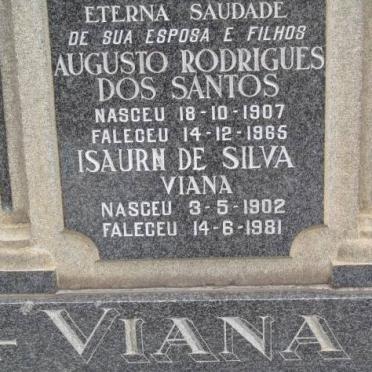 ETERNA SAUDADE
DE SUA ESPOSA E FILHOS
AUGUSTO RODRIGUES
DOS SANTOS
NASCEU 18-10-1907
FALECEU 14-12-1965
ISAURN DE SILVA
VIANA
NASCEU 3-5-1902
FALECEU 14-6-1981
- VIANA